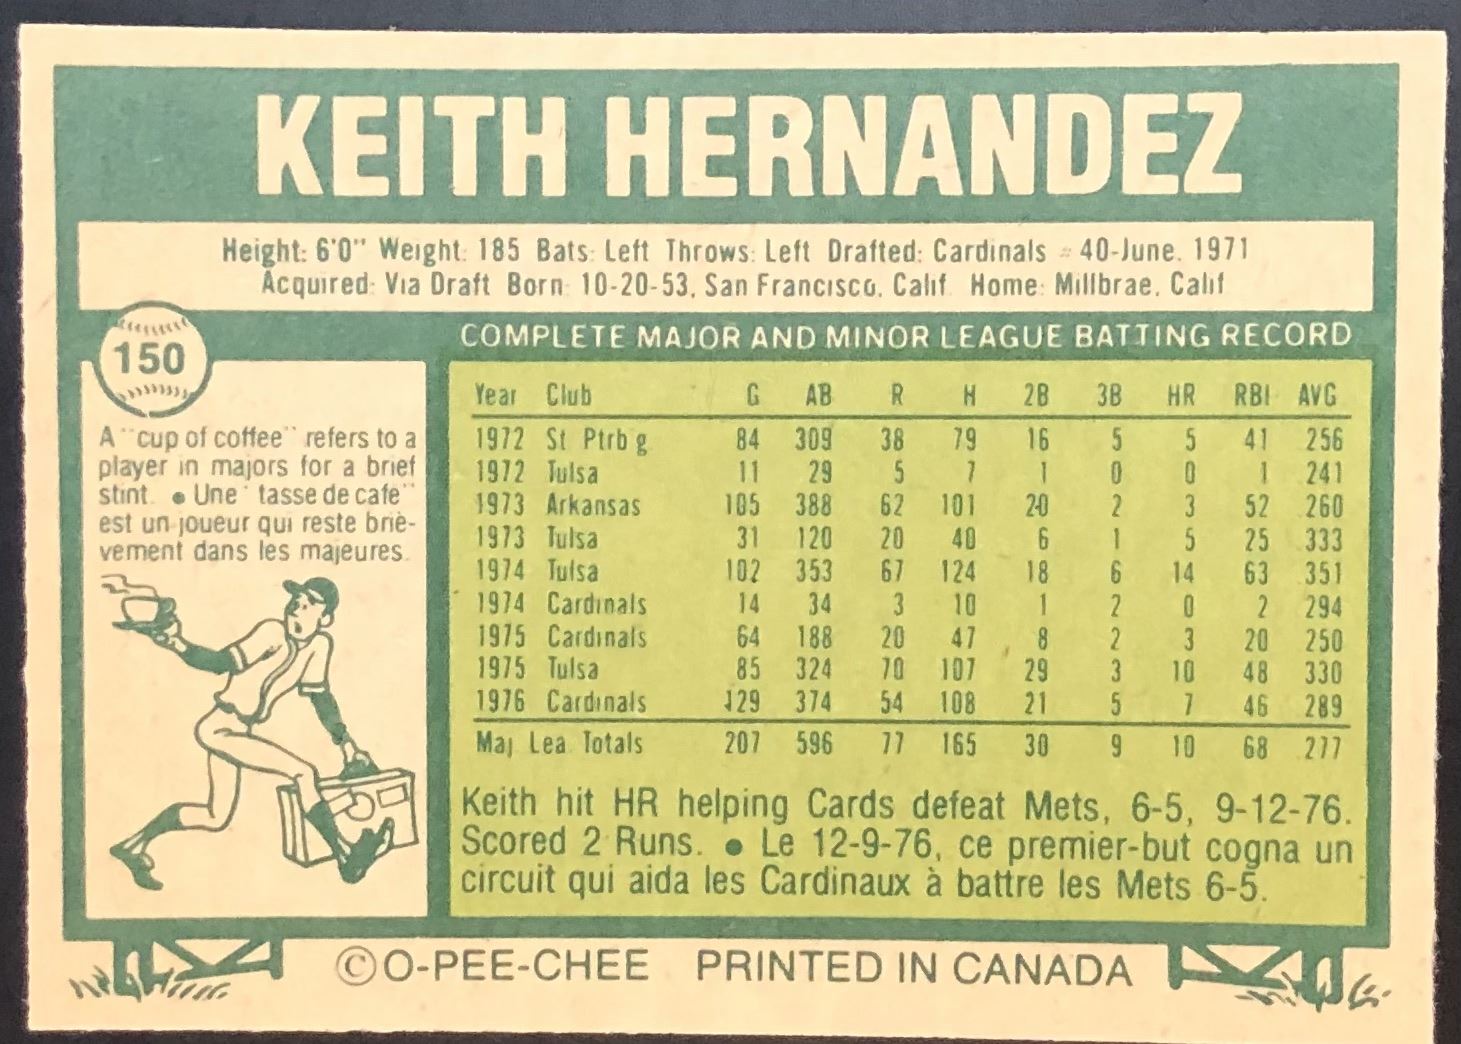 KEITH HERNANDEZ
Height: 6'0" Weight: 185 Bats: Left Throws: Left Drafted: Cardinals = 40-June, 1971
Acquired: Via Draft Born: 10-20-53, San Francisco, Calif. Home: Millbrae, Calif.
150
A "cup of coffee" refers to a
player in majors for a brief
stint. • Une "tasse de cafe"
est un joueur qui reste briè-
vement dans les majeures.
COMPLETE MAJOR AND MINOR LEAGUE BATTING RECORD
Year Club G AB R H 2B 3B HR RBI AVG
1972 St. Ptrb'g 84 309 38 79 16 5 5 41 .256
1972 Tulsa 11 29 5 7 1 0 0 1 .241
1973 Arkansas 105 388 62 101 20 2 3 52 .260
1973 Tulsa 31 120 20 40 6 1 5 25 .333
1974 Tulsa 102 353 67 124 18 6 14 63 .351
1974 Cardinals 14 34 3 10 1 2 0 2 .294
1975 Cardinals 64 188 20 47 8 2 3 20 .250
1975 Tulsa 85 324 70 107 29 3 10 48 .330
1976 Cardinals 129 374 54 108 21 5 7 46 .289
Maj. Lea. Totals 207 596 77 165 30 9 10 68 .277
Keith hit HR helping Cards defeat Mets, 6-5, 9-12-76.
Scored 2 Runs. • Le 12-9-76, ce premier-but cogna un
circuit qui aida les Cardinaux à battre les Mets 6-5.
©O-PEE-CHEE PRINTED IN CANADA